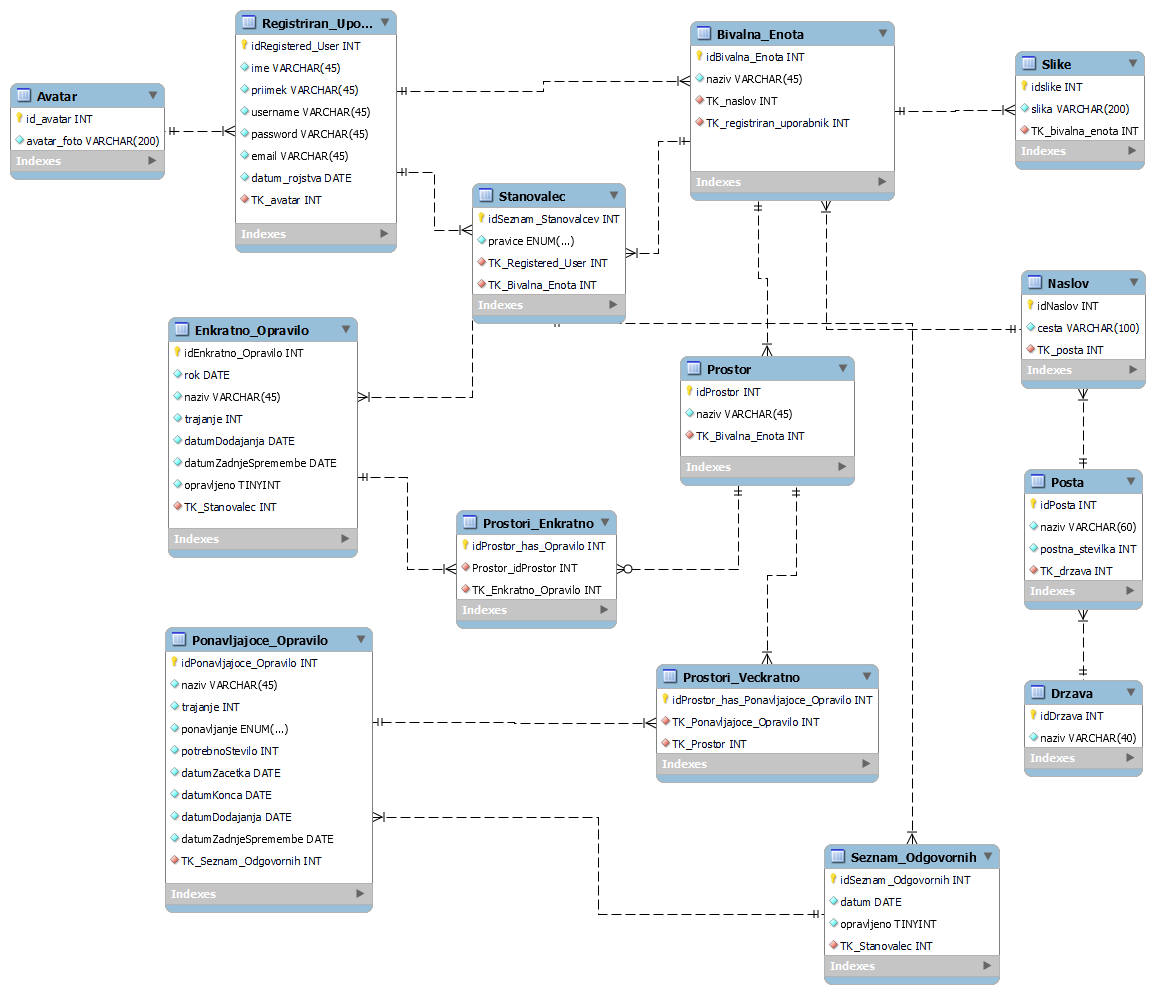 Avatar
id_avatar INT
avatar_foto VARCHAR(200)
Indexes
Registriran_Upo...
idRegistered_User INT
ime VARCHAR(45)
priimek VARCHAR(45)
username VARCHAR(45)
password VARCHAR(45)
email VARCHAR(45)
datum_rojstva DATE
TK_avatar INT
Indexes
Bivalna_Enota
idBivalna_Enota INT
naziv VARCHAR(45)
TK_naslov INT
TK_registriran_uporabnik INT
Indexes
Slike
idslike INT
slika VARCHAR(200)
TK_bivalna_enota INT
Indexes
Stanovalec
idSeznam_Stanovalcev INT
pravice ENUM(...)
TK_Registered_User INT
TK_Bivalna_Enota INT
Indexes
Naslov
idNaslov INT
cesta VARCHAR(100)
TK_posta INT
Indexes
Enkratno_Opravilo
idEnkratno_Opravilo INT
rok DATE
naziv VARCHAR(45)
trajanje INT
datumDodajanja DATE
datumZadnjeSpremembe DATE
opravljeno TINYINT
TK_Stanovalec INT
Indexes
Prostor
idProstor INT
naziv VARCHAR(45)
TK_Bivalna_Enota INT
Indexes
Posta
idPosta INT
naziv VARCHAR(60)
postna_stevilka INT
TK_drzava INT
Indexes
Prostori_Enkratno
idProstor_has_Opravilo INT
Prostor_idProstor INT
TK_Enkratno_Opravilo INT
Indexes
Ponavljajoce_Opravilo
idPonavljajoce_Opravilo INT
naziv VARCHAR(45)
trajanje INT
ponavljanje ENUM(...)
potrebnoStevilo INT
datumZacetka DATE
datumKonca DATE
datumDodajanja DATE
datumZadnjeSpremembe DATE
TK_Seznam_Odgovornih INT
Indexes
Prostori_Veckratno
idProstor_has_Ponavljajoce_Opravilo INT
TK_Ponavljajoce_Opravilo INT
TK_Prostor INT
Indexes
Drzava
idDrzava INT
naziv VARCHAR(40)
Indexes
Seznam_Odgovornih
idSeznam_Odgovornih INT
datum DATE
opravljeno TINYINT
TK_Stanovalec INT
Indexes